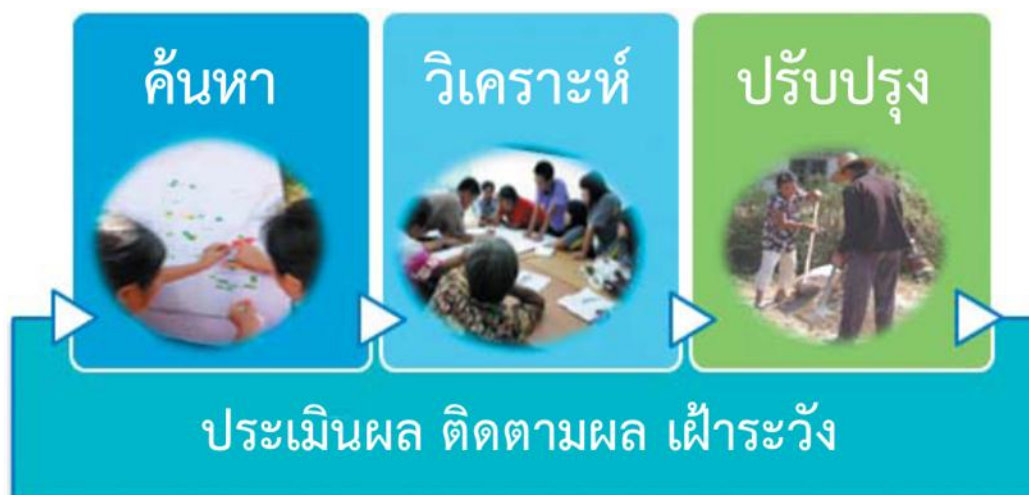 ค้นหา
วิเคราะห์
ปรับปรุง
ประเมินผล ติดตามผล เฝ้าระวัง